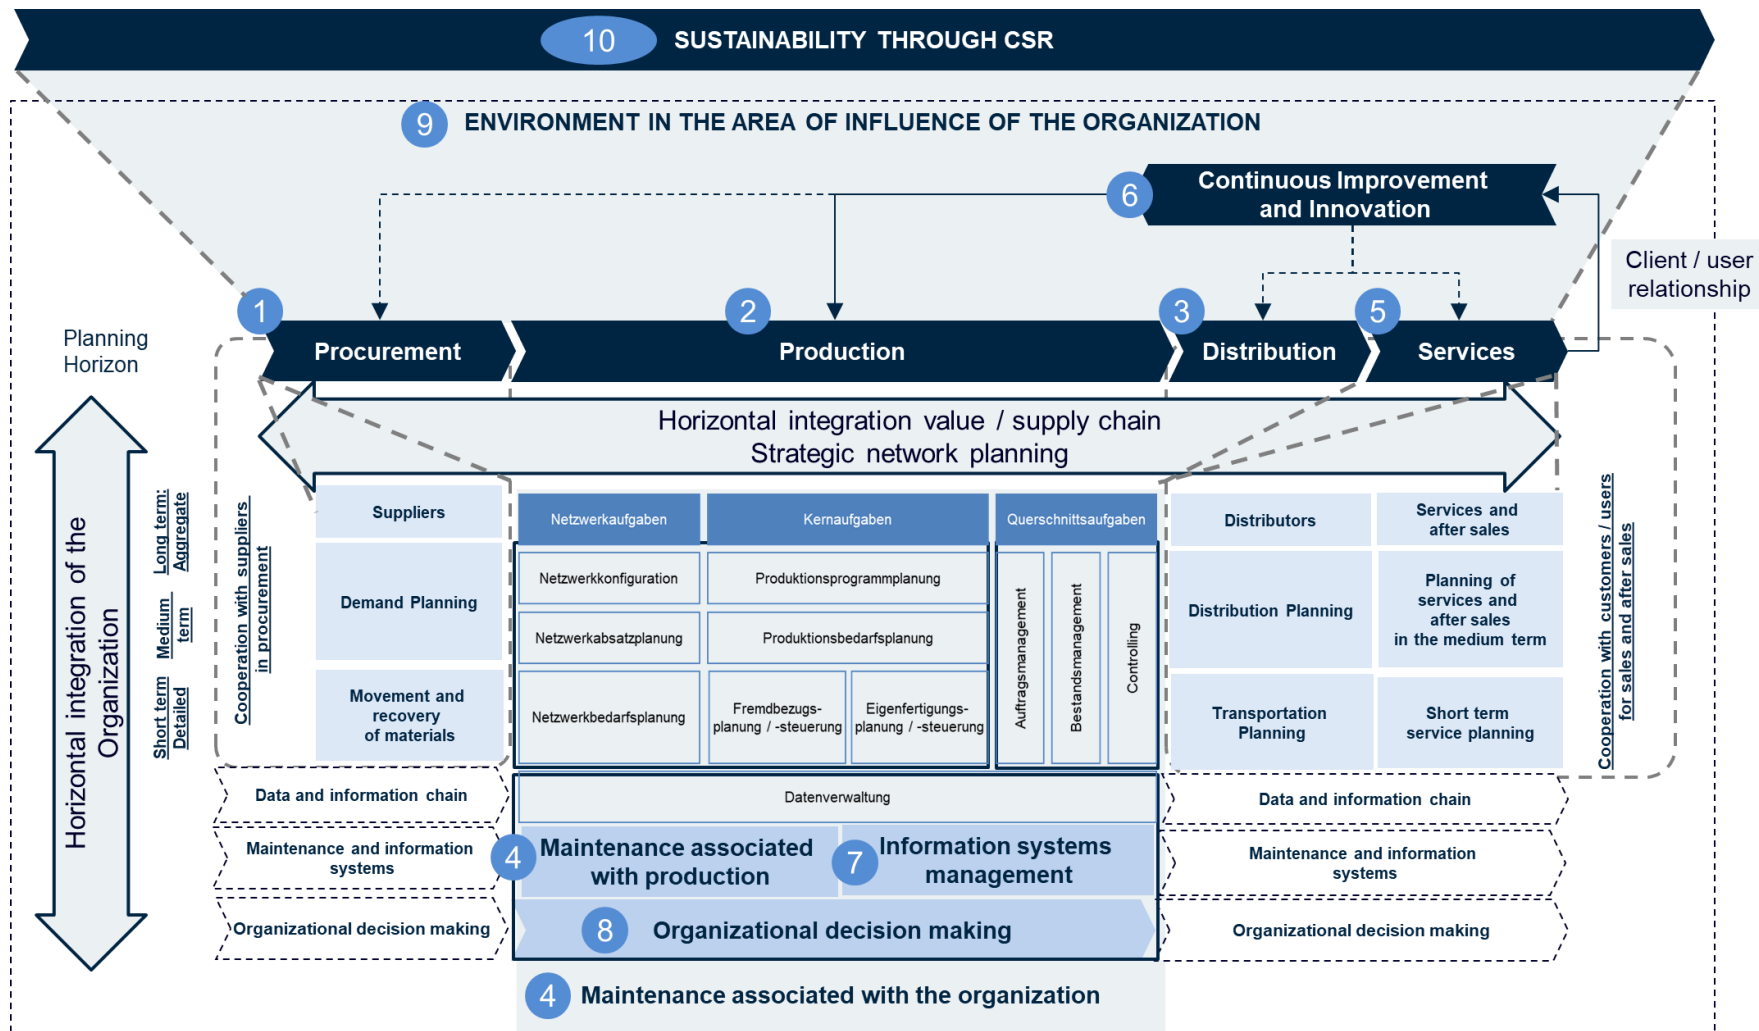 10 SUSTAINABILITY THROUGH CSR
9 ENVIRONMENT IN THE AREA OF INFLUENCE OF THE ORGANIZATION
6 Continuous Improvement
and Innovation
Client / user
relationship
1 Procurement
2 Production
3 Distribution
5 Services
Planning
Horizon
Horizontal integration value / supply chain
Strategic network planning
Horizontal integration of the
Organization
Long term:
Aggregate
Medium
term
Short term
Detailed
Cooperation with suppliers
in procurement
Suppliers
Demand Planning
Movement and
recovery
of materials
Netzwerkaufgaben
Kernaufgaben
Querschnittsaufgaben
Netzwerkkonfiguration
Produktionsprogrammplanung
Netzwerkabsatzplanung
Produktionsbedarfsplanung
Netzwerkbedarfsplanung
Fremdbezugs-
planung / -steuerung
Eigenfertigungs-
planung / -steuerung
Auftragsmanagement
Bestandsmanagement
Controlling
Distributors
Services and
after sales
Distribution Planning
Planning of
services and
after sales
in the medium term
Transportation
Planning
Short term
service planning
Cooperation with customers / users
for sales and after sales
Data and information chain
Datenverwaltung
Data and information chain
Maintenance and information
systems
4 Maintenance associated
with production
7 Information systems
management
Maintenance and information
systems
Organizational decision making
8 Organizational decision making
Organizational decision making
4 Maintenance associated with the organization